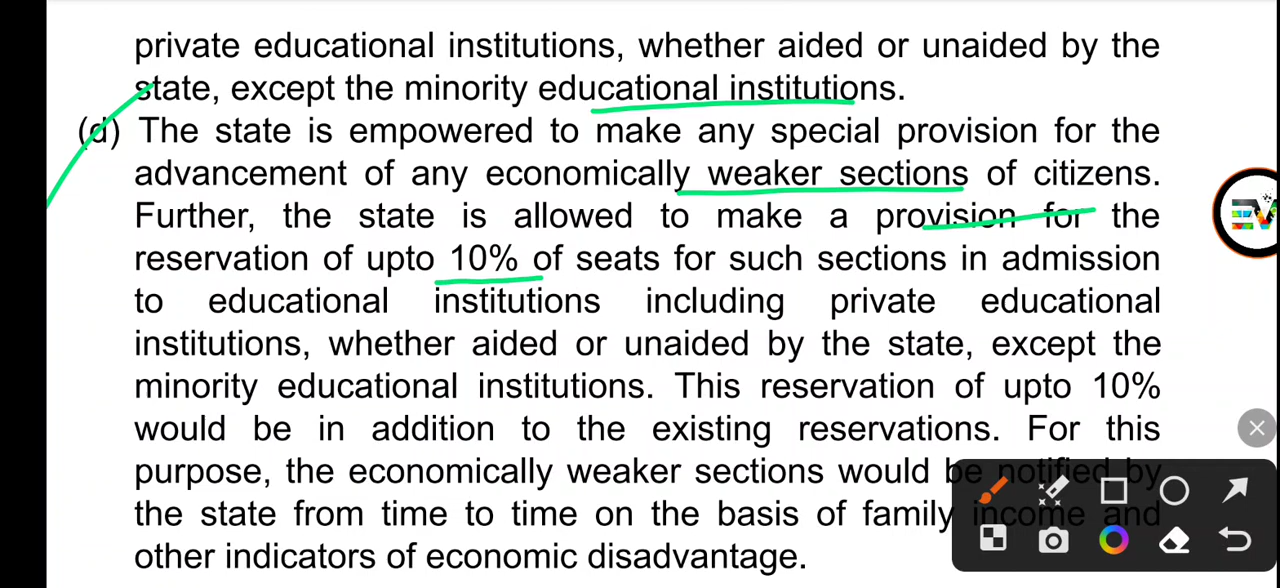 private educational institutions, whether aided or unaided by the
state, except the minority educational institutions.
(d) The state is empowered to make any special provision for the
advancement of any economically weaker sections of citizens.
Further, the state is allowed to make a provision for the
reservation of upto 10% of seats for such sections in admission
to educational institutions including private educational
institutions, whether aided or unaided by the state, except the
minority educational institutions. This reservation of upto 10%
would be in addition to the existing reservations. For this
purpose, the economically weaker sections would be notified by
the state from time to time on the basis of family income and
other indicators of economic disadvantage.
EV